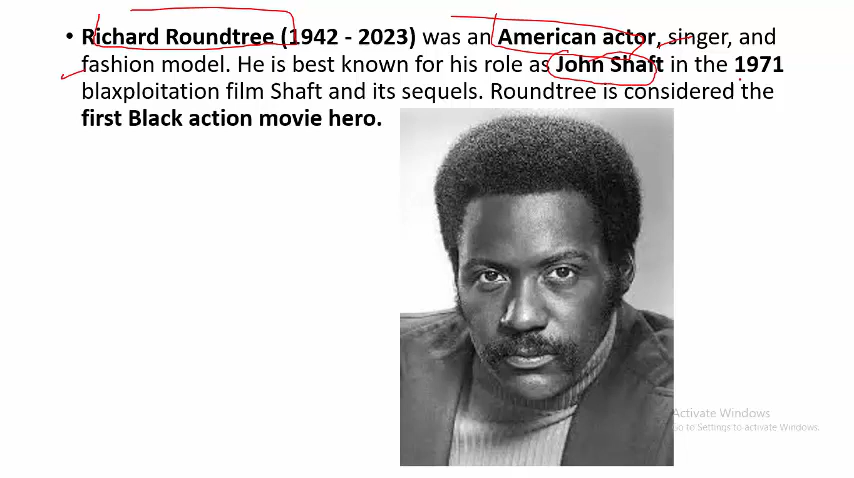 • Richard Roundtree (1942 - 2023) was an American actor, singer, and
fashion model. He is best known for his role as John Shaft in the 1971
blaxploitation film Shaft and its sequels. Roundtree is considered the
first Black action movie hero.
Activate Windows
Go to Settings to activate Windows.